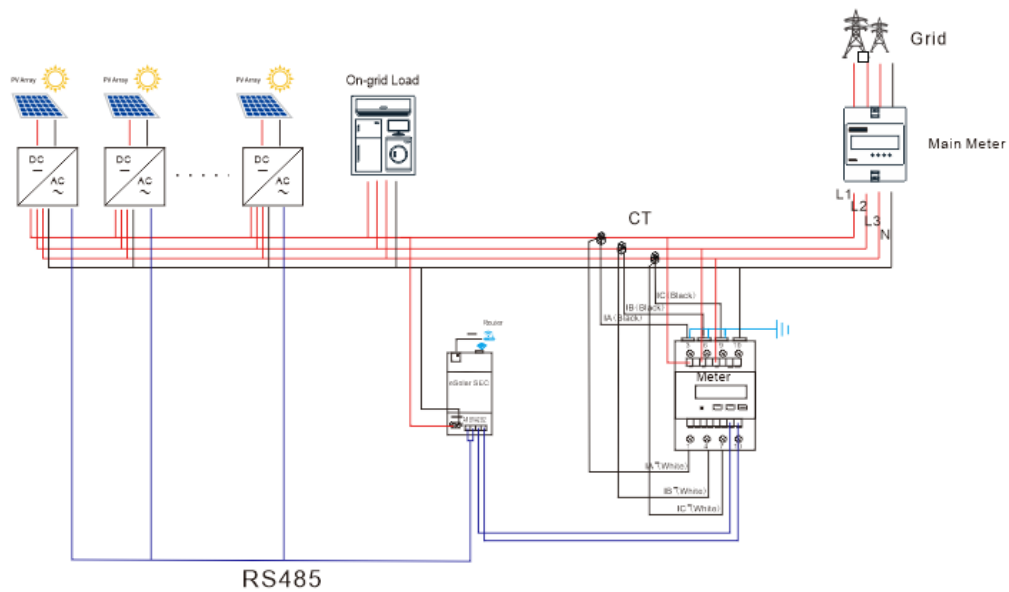 Grid
PV Array
PV Array
PV Array
On-grid Load
Main Meter
DC
AC
DC
AC
DC
AC
L1
L2
L3
N
CT
IC(Black)
IB(Black)
IA(Black)
eSolar SEC
Meter
IA*(White)
IB*(White)
IC*(White)
RS485